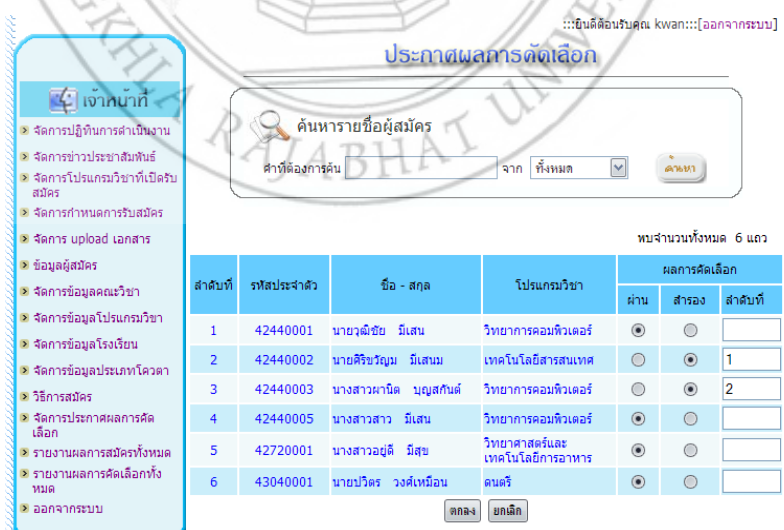 :::ยินดีต้อนรับคุณ kwan:::[ออกจากระบบ]
ประกาศผลการคัดเลือก
เจ้าหน้าที่
จัดการปฏิทินการดำเนินงาน
จัดการข่าวประชาสัมพันธ์
จัดการโปรแกรมวิชาที่เปิดรับ
สมัคร
จัดการกำหนดการรับสมัคร
จัดการ upload เอกสาร
ข้อมูลผู้สมัคร
จัดการข้อมูลคณะวิชา
จัดการข้อมูลโปรแกรมวิชา
จัดการข้อมูลโรงเรียน
จัดการข้อมูลประเภทโควตา
วิธีการสมัคร
จัดการประกาศผลการคัด
เลือก
รายงานผลการสมัครทั้งหมด
รายงานผลการคัดเลือกทั้ง
หมด
ออกจากระบบ
ค้นหารายชื่อผู้สมัคร
คำที่ต้องการค้น จาก ทั้งหมด ค้นหา
RAJABHAT UN
พบจำนวนทั้งหมด 6 แถว
ลำดับที่ รหัสประจำตัว ชื่อ - สกุล โปรแกรมวิชา ผลการคัดเลือก
ผ่าน สำรอง ลำดับที่
1 42440001 นายวุฒิชัย มีเสน วิทยาการคอมพิวเตอร์
2 42440002 นายศิริขวัญม มีเสนม เทคโนโลยีสารสนเทศ 1
3 42440003 นางสาวผานิต บุญสกันต์ วิทยาการคอมพิวเตอร์ 2
4 42440005 นางสาวสาว มีเสน วิทยาการคอมพิวเตอร์
5 42720001 นางสาวอยู่ดี มีสุข วิทยาศาสตร์และ
เทคโนโลยีการอาหาร
6 43040001 นายปวิตร วงศ์เหมือน ดนตรี
ตกลง ยกเลิก